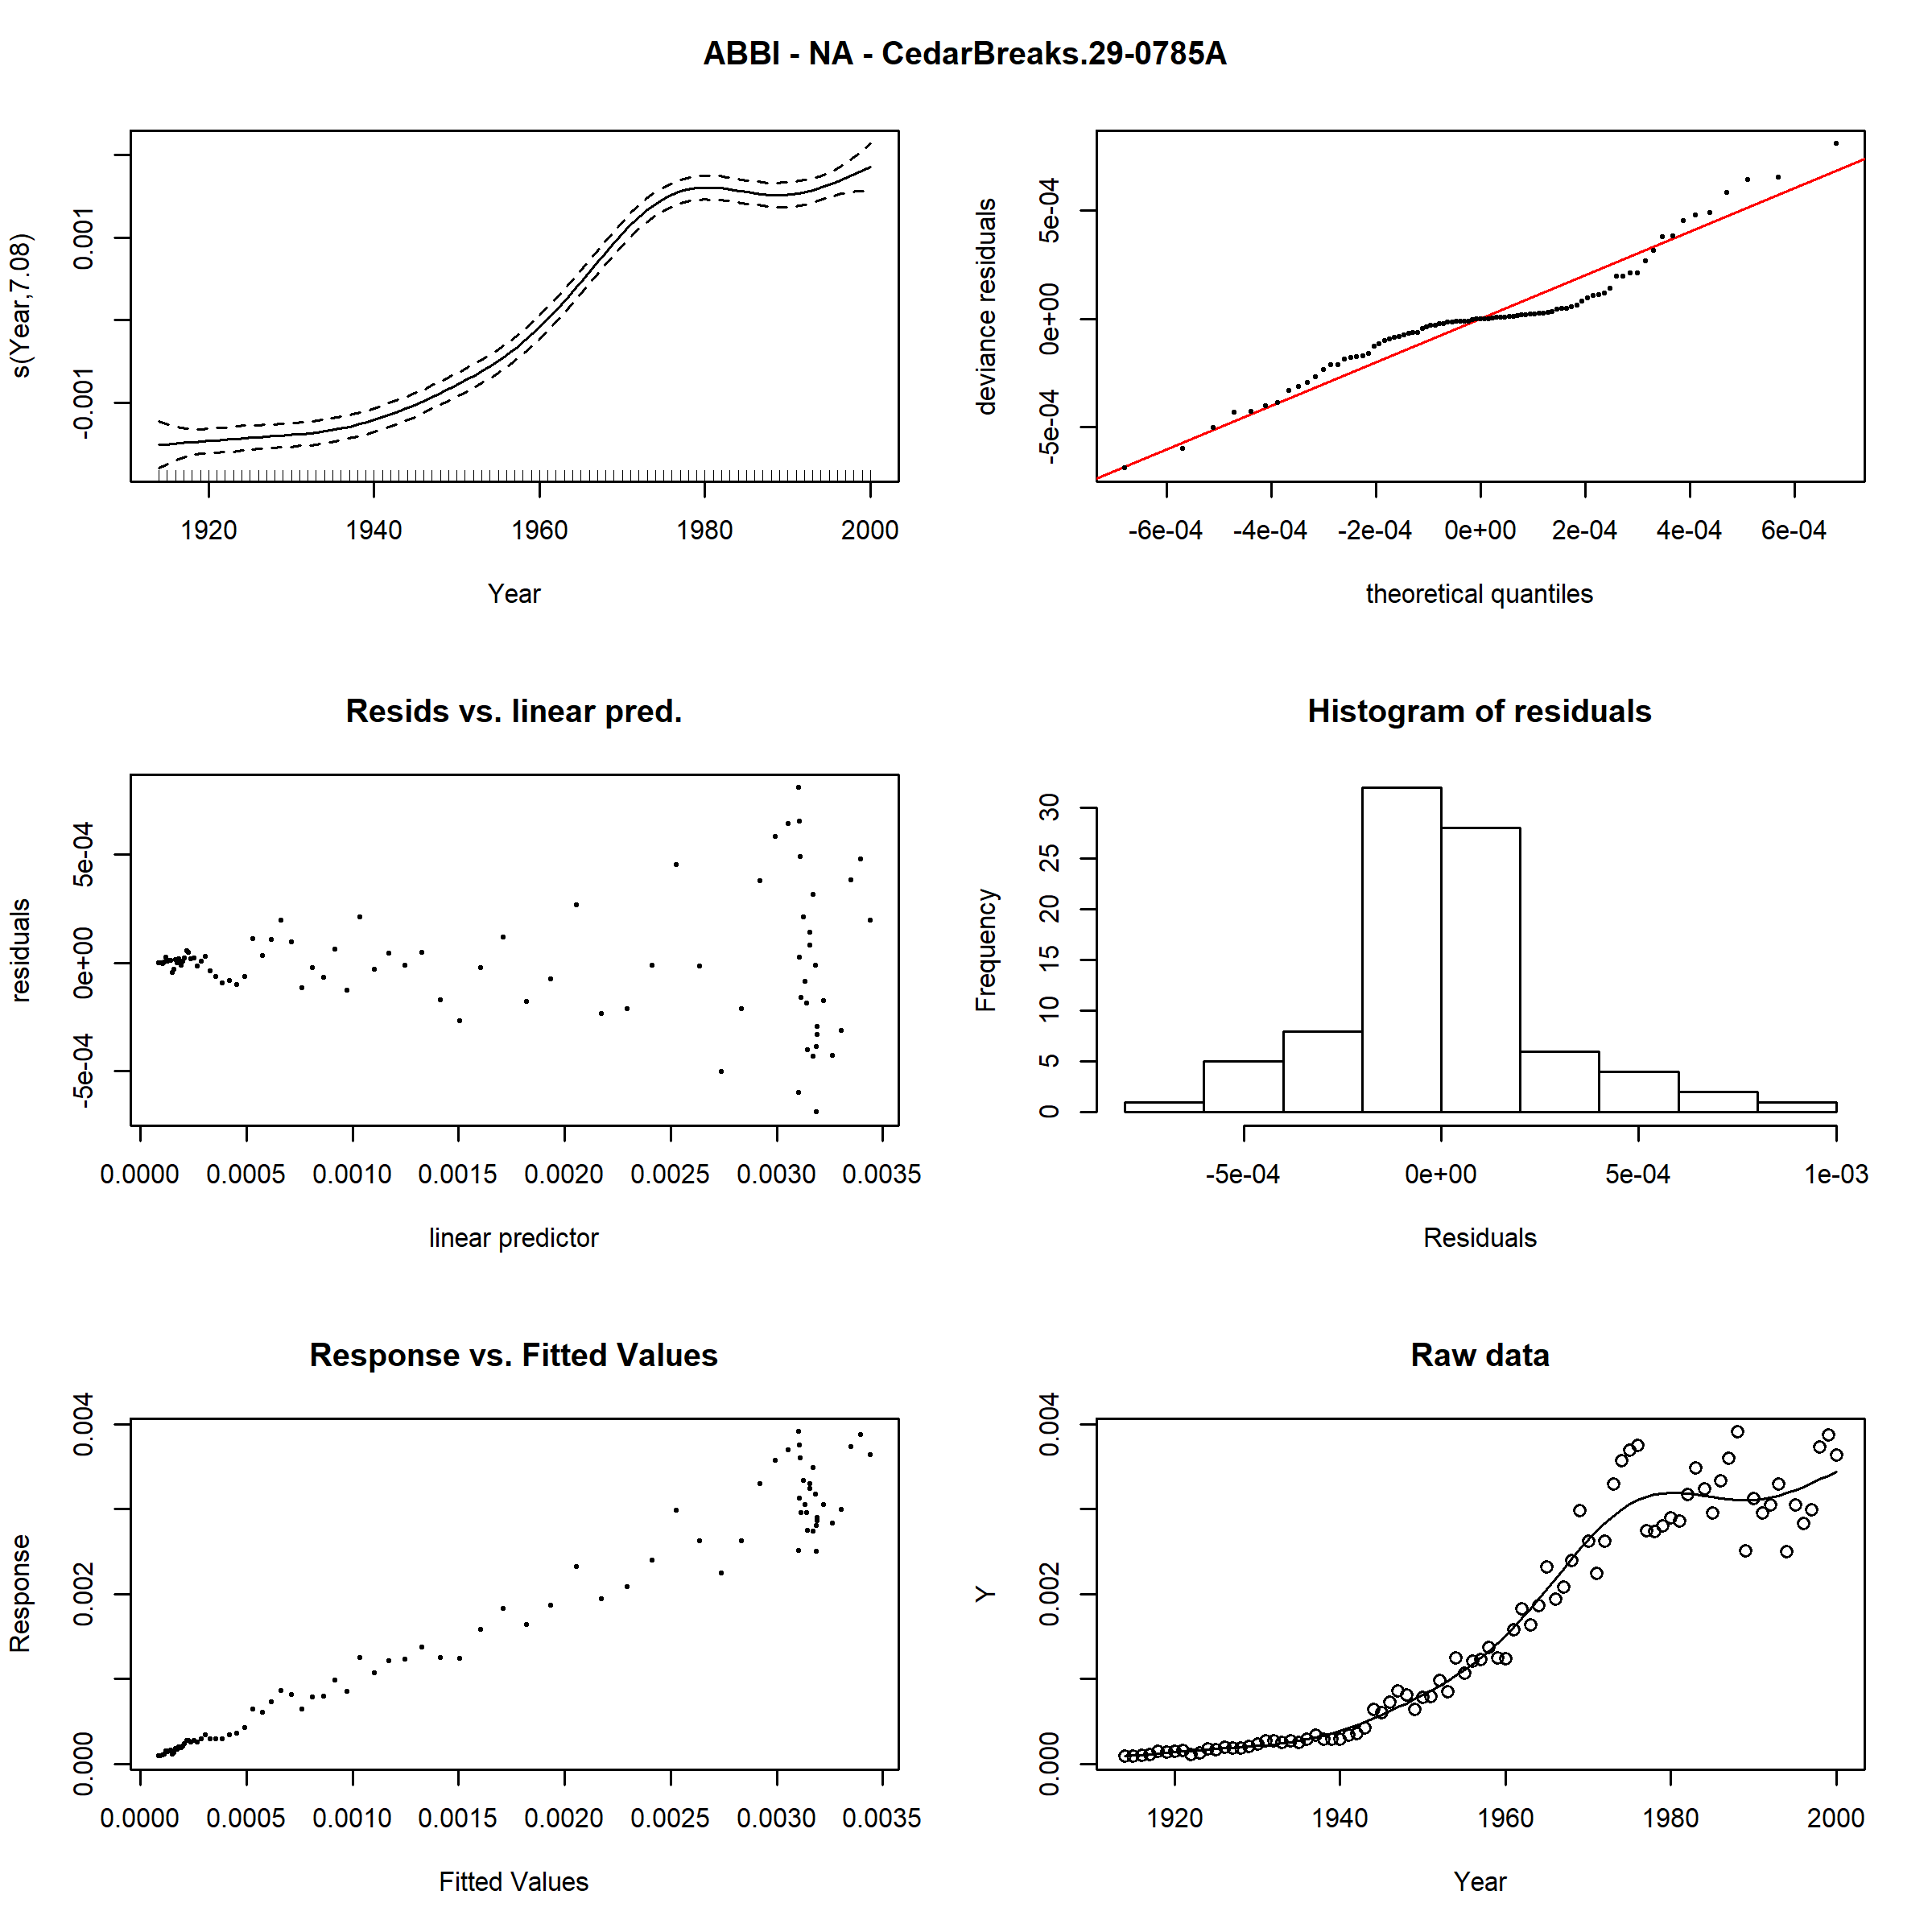 ABBI - NA - CedarBreaks.29-0785A
s(Year,7.08)
-0.001
0.001
1920 1940 1960 1980 2000
Year
deviance residuals
-5e-04 0e+00 5e-04
-6e-04 -4e-04 -2e-04 0e+00 2e-04 4e-04 6e-04
theoretical quantiles
Resids vs. linear pred.
residuals
-5e-04 0e+00 5e-04
0.0000 0.0005 0.0010 0.0015 0.0020 0.0025 0.0030 0.0035
linear predictor
Histogram of residuals
Frequency
0 5 10 15 20 25 30
-5e-04 0e+00 5e-04 1e-03
Residuals
Response vs. Fitted Values
Response
0.000 0.002 0.004
0.0000 0.0005 0.0010 0.0015 0.0020 0.0025 0.0030 0.0035
Fitted Values
Raw data
Y
0.000 0.002 0.004
1920 1940 1960 1980 2000
Year